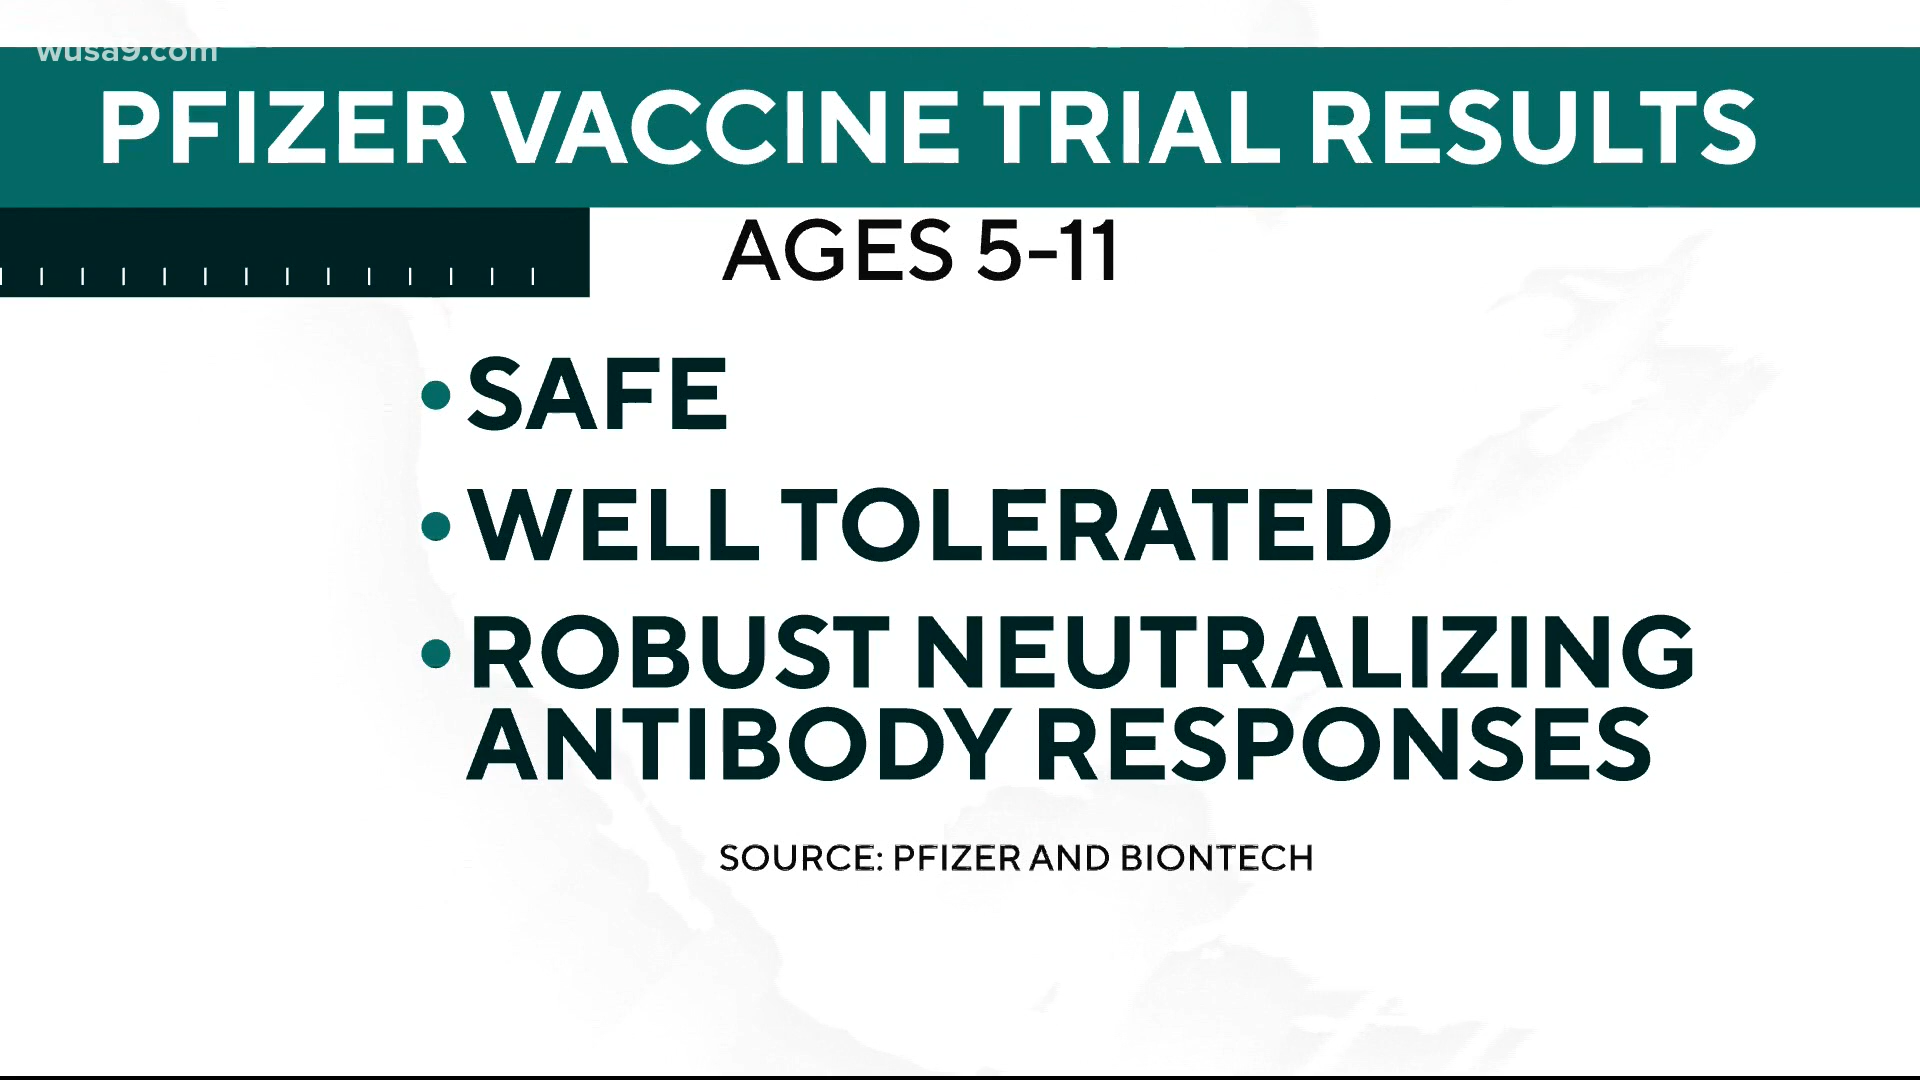 wusa9.com
PFIZER VACCINE TRIAL RESULTS
AGES 5-11
• SAFE
• WELL TOLERATED
• ROBUST NEUTRALIZING
ANTIBODY RESPONSES
SOURCE: PFIZER AND BIONTECH